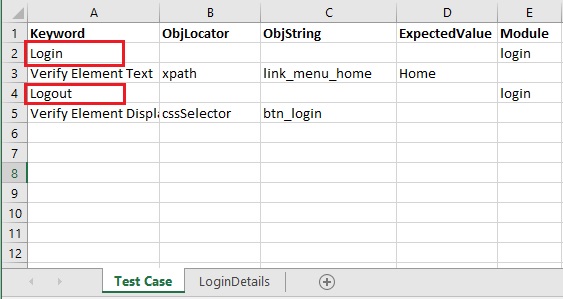 A B C D E
1 Keyword ObjLocator ObjString ExpectedValue Module
2 Login login
3 Verify Element Text xpath link_menu_home Home
4 Logout login
5 Verify Element Displa cssSelector btn_login
6
7
8
9
10
11
12
Test Case LoginDetails